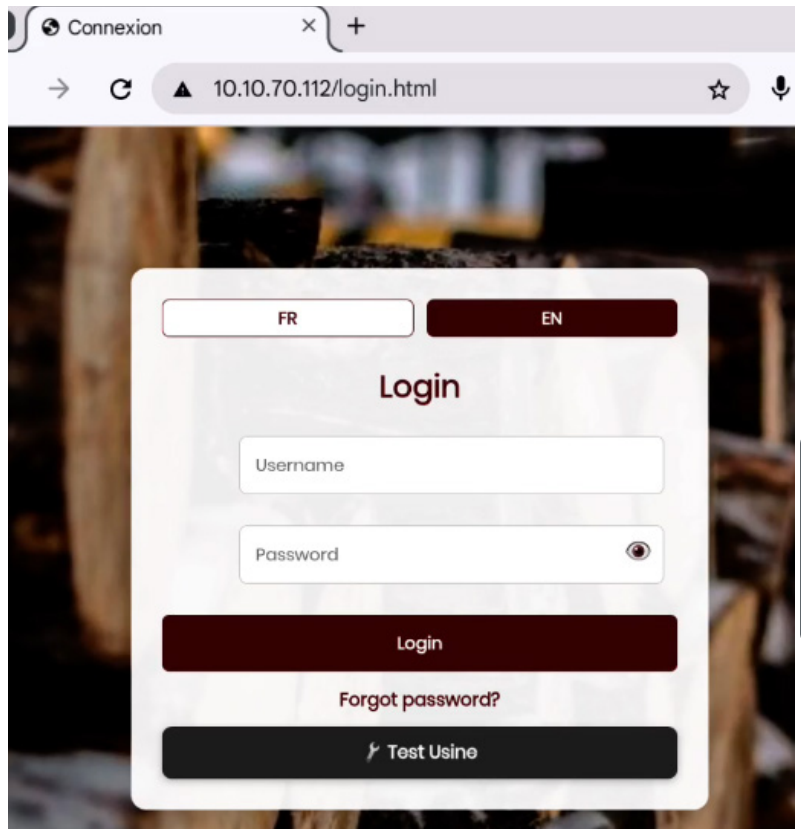 Connexion
10.10.70.112/login.html
FR EN
Login
Username
Password
Login
Forgot password?
Test Usine